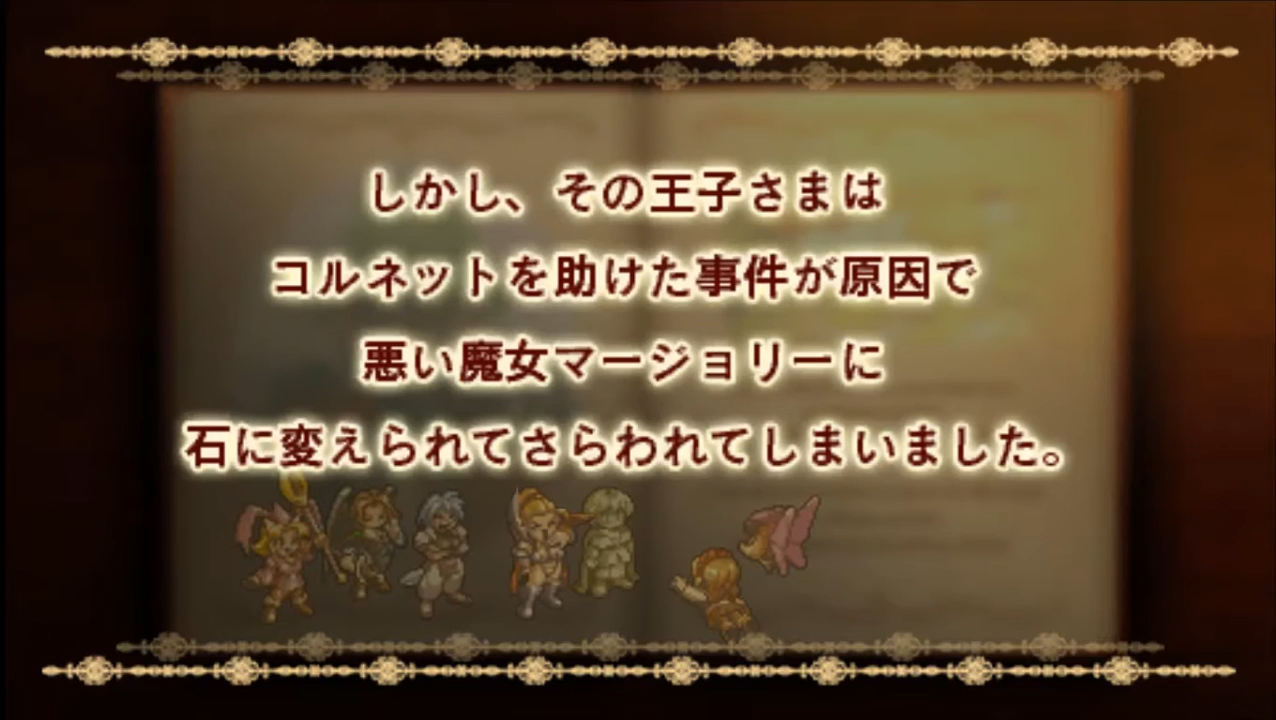 しかし、その王子さまは
コルネットを助けた事件が原因で
悪い魔女マージョリーに
石に変えられてさらわれてしまいました。